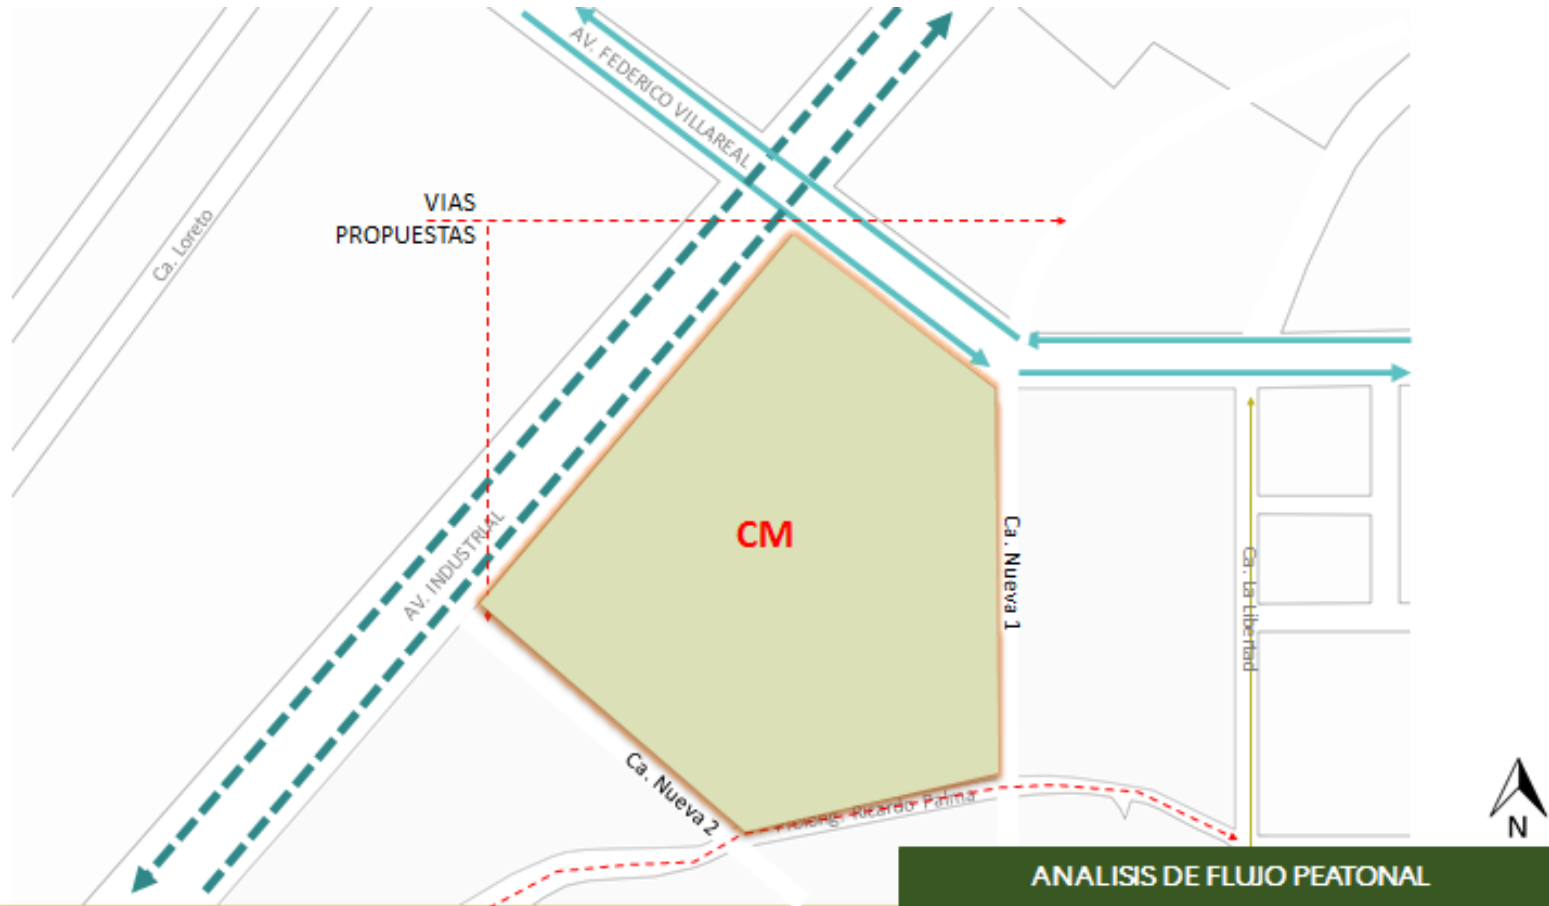 AV. FEDERICO VILLAREAL
VIAS
PROPUESTAS
Ca. Loreto
AV. INDUSTRIAL
CM
Ca. Nueva 1
Ca. La Libertad
Ca. Nueva 2
Prolong. Ricardo Palma
N
ANALISIS DE FLUJO PEATONAL